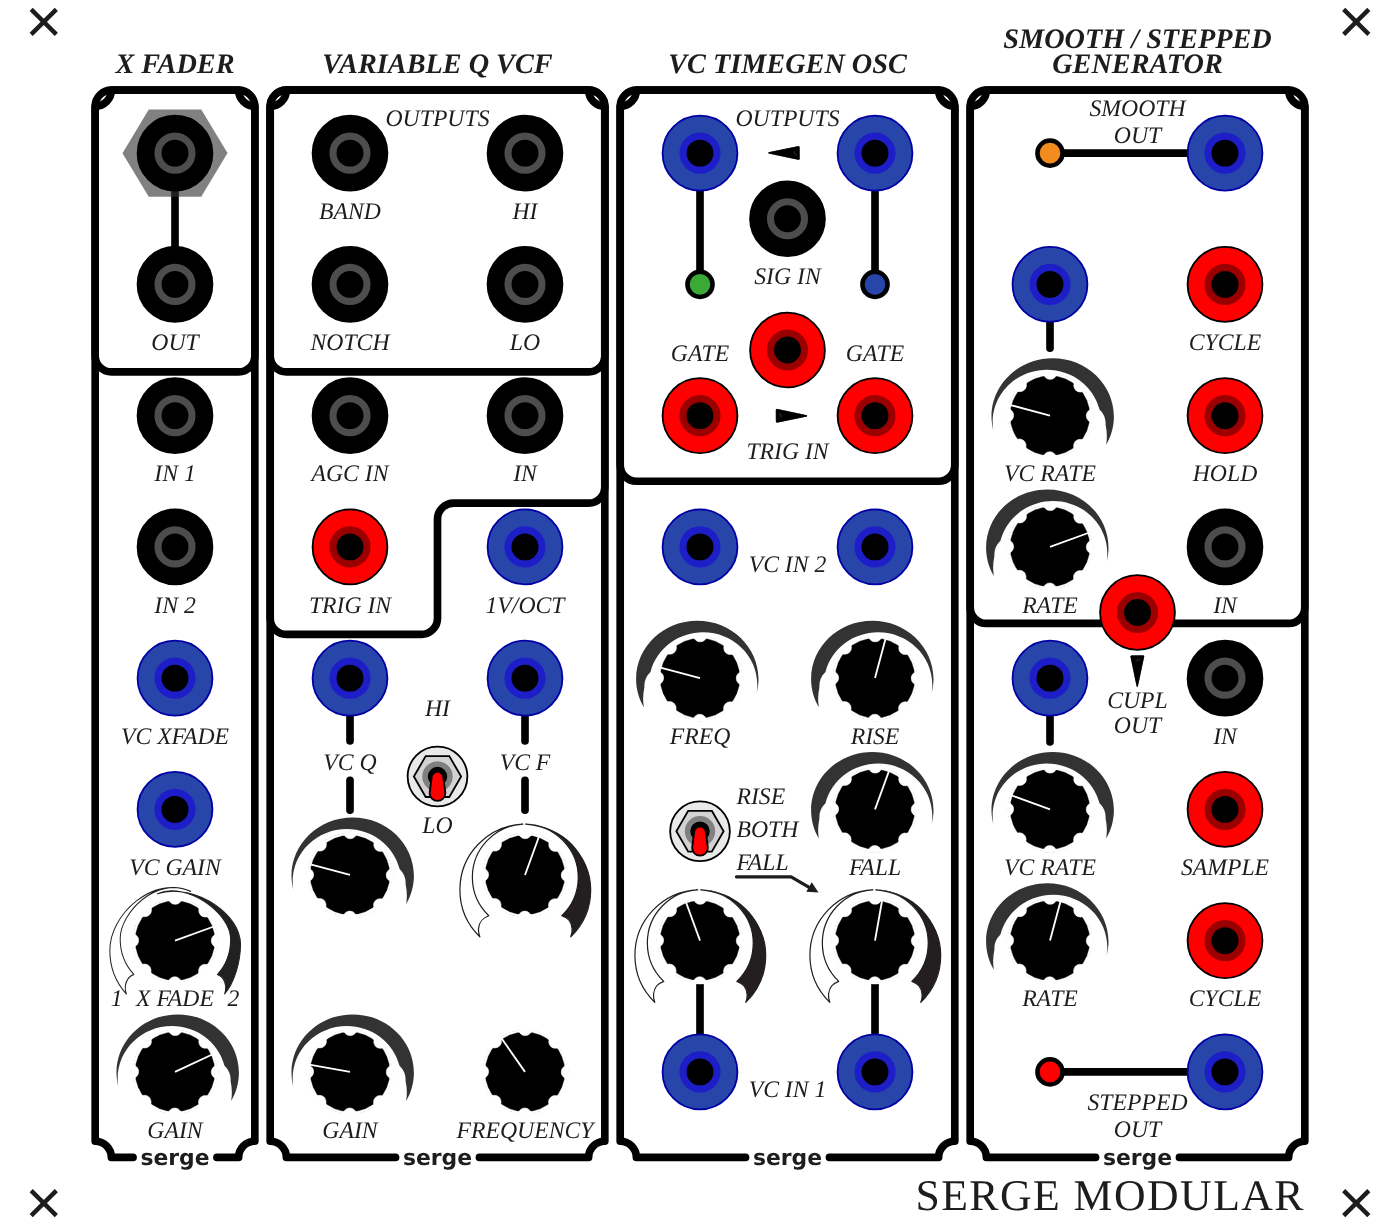 X FADER
OUT
IN 1
IN 2
VC XFADE
VC GAIN
1 X FADE 2
GAIN
serge
VARIABLE Q VCF
OUTPUTS
BAND HI
NOTCH LO
AGC IN IN
TRIG IN 1V/OCT
HI
VC Q VC F
LO
GAIN FREQUENCY
serge
VC TIMEGEN OSC
OUTPUTS
SIG IN
GATE GATE
TRIG IN
VC IN 2
FREQ RISE
RISE
BOTH
FALL FALL
VC IN 1
serge
SMOOTH / STEPPED
GENERATOR
SMOOTH
OUT
CYCLE
VC RATE HOLD
RATE IN
CUPL
OUT IN
VC RATE SAMPLE
RATE CYCLE
STEPPED
OUT
serge
SERGE MODULAR